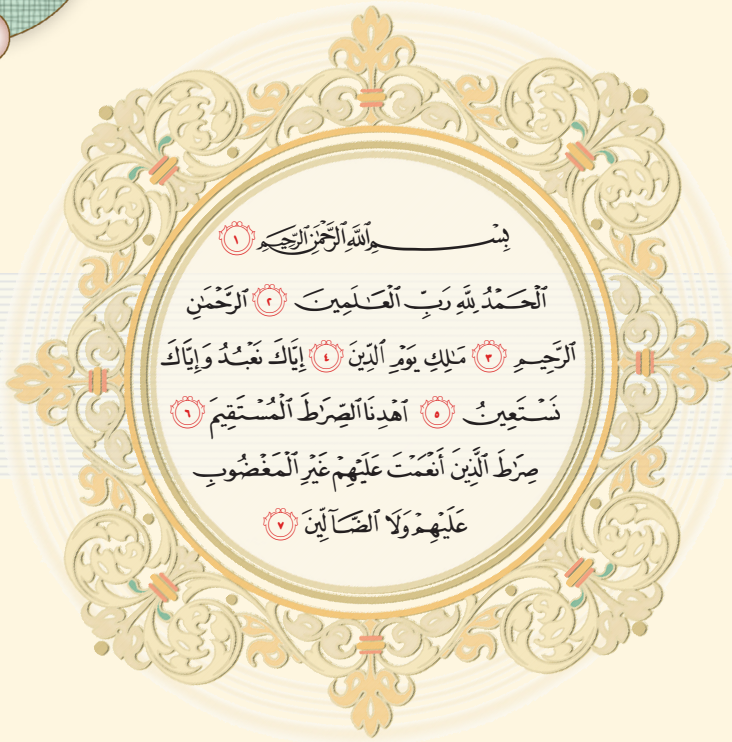 بِسْمِ ٱللَّهِ ٱلرَّحْمَٰنِ ٱلرَّحِيمِ ١
ٱلْحَمْدُ لِلَّهِ رَبِّ ٱلْعَٰلَمِينَ ٢ ٱلرَّحْمَٰنِ
ٱلرَّحِيمِ ٣ مَٰلِكِ يَوْمِ ٱلدِّينِ ٤ إِيَّاكَ نَعْبُدُ وَإِيَّاكَ
نَسْتَعِينُ ٥ ٱهْدِنَا ٱلصِّرَٰطَ ٱلْمُسْتَقِيمَ ٦
صِرَٰطَ ٱلَّذِينَ أَنْعَمْتَ عَلَيْهِمْ غَيْرِ ٱلْمَغْضُوبِ
عَلَيْهِمْ وَلَا ٱلضَّآلِّينَ ٧